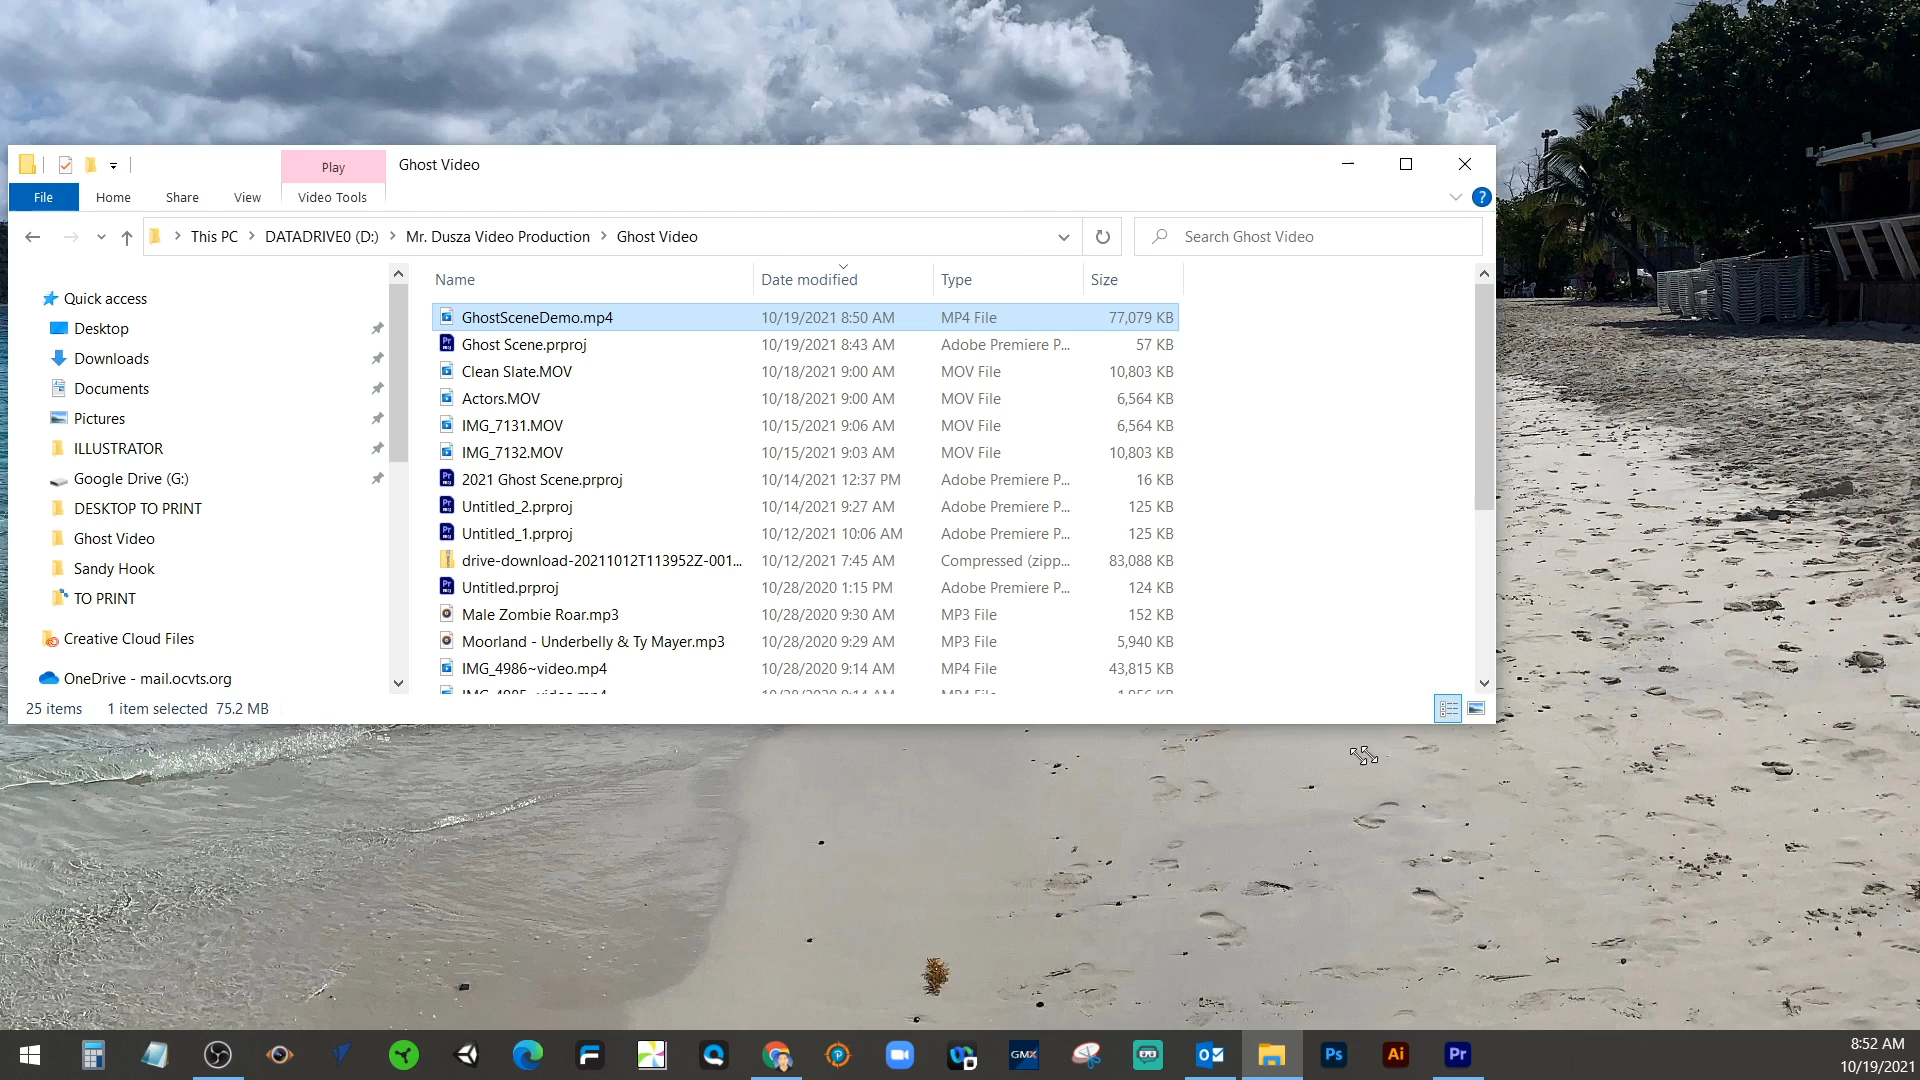 Play
Ghost Video
File
Home
Share
View
Video Tools
?
This PC > DATADRIVE0 (D:) > Mr. Dusza Video Production > Ghost Video
Search Ghost Video
Name
Date modified
Type
Size
Quick access
Desktop
Downloads
Documents
Pictures
ILLUSTRATOR
Google Drive (G:)
DESKTOP TO PRINT
Ghost Video
Sandy Hook
TO PRINT
Creative Cloud Files
OneDrive - mail.ocvts.org
GhostSceneDemo.mp4 10/19/2021 8:50 AM MP4 File 77,079 KB
Ghost Scene.prproj 10/19/2021 8:43 AM Adobe Premiere P... 57 KB
Clean Slate.MOV 10/18/2021 9:00 AM MOV File 10,803 KB
Actors.MOV 10/18/2021 9:00 AM MOV File 6,564 KB
IMG_7131.MOV 10/15/2021 9:06 AM MOV File 6,564 KB
IMG_7132.MOV 10/15/2021 9:03 AM MOV File 10,803 KB
2021 Ghost Scene.prproj 10/14/2021 12:37 PM Adobe Premiere P... 16 KB
Untitled_2.prproj 10/14/2021 9:27 AM Adobe Premiere P... 125 KB
Untitled_1.prproj 10/12/2021 10:06 AM Adobe Premiere P... 125 KB
drive-download-20211012T113952Z-001... 10/12/2021 7:45 AM Compressed (zipp... 83,088 KB
Untitled.prproj 10/28/2020 1:15 PM Adobe Premiere P... 124 KB
Male Zombie Roar.mp3 10/28/2020 9:30 AM MP3 File 152 KB
Moorland - Underbelly & Ty Mayer.mp3 10/28/2020 9:29 AM MP3 File 5,940 KB
IMG_4986~video.mp4 10/28/2020 9:14 AM MP4 File 43,815 KB
25 items 1 item selected 75.2 MB
GMX
Ps
Ai
Pr
8:52 AM
10/19/2021